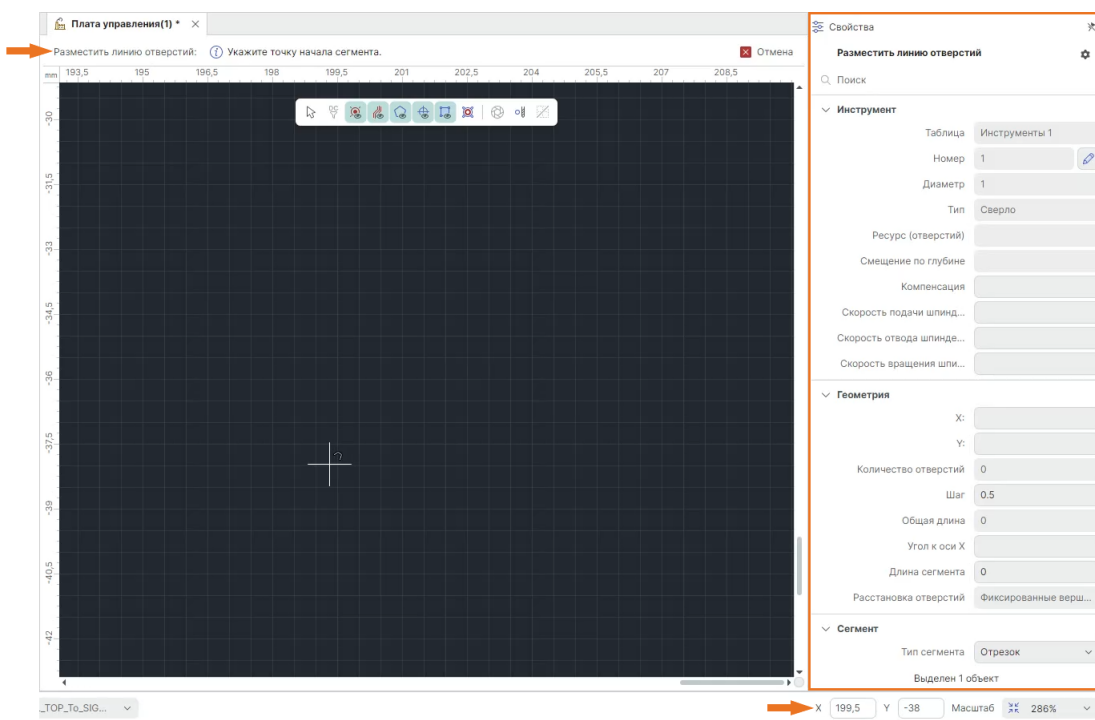 Плата управления(1) *
Разместить линию отверстий: Укажите точку начала сегмента. Отмена
mm 193,5 195 196,5 198 199,5 201 202,5 204 205,5 207 208,5
-30
-31,5
-33
-34,5
-36
-37,5
-39
-40,5
-42
Свойства
Разместить линию отверстий
Поиск
Инструмент
Таблица Инструменты 1
Номер 1
Диаметр 1
Тип Сверло
Ресурс (отверстий)
Смещение по глубине
Компенсация
Скорость подачи шпинд...
Скорость отвода шпинде...
Скорость вращения шпи...
Геометрия
X:
Y:
Количество отверстий 0
Шаг 0.5
Общая длина 0
Угол к оси X
Длина сегмента 0
Расстановка отверстий Фиксированные верш...
Сегмент
Тип сегмента Отрезок
Выделен 1 объект
_TOP_To_SIG...
X 199,5 Y -38 Масштаб 286%